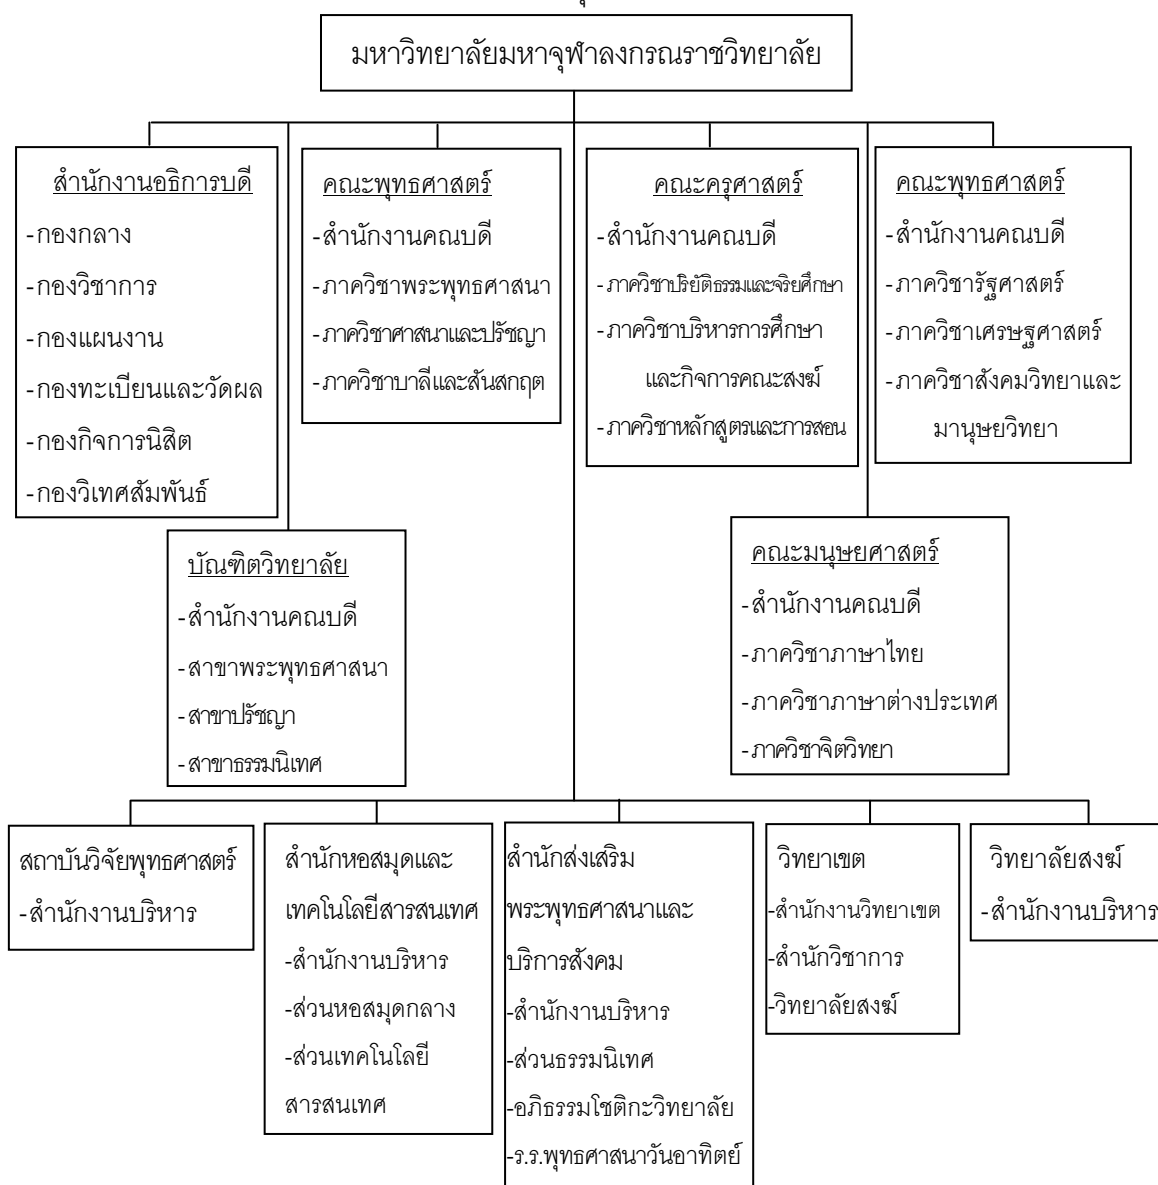 มหาวิทยาลัยมหาจุฬาลงกรณราชวิทยาลัย
สำนักงานอธิการบดี
-กองกลาง
-กองวิชาการ
-กองแผนงาน
-กองทะเบียนและวัดผล
-กองกิจการนิสิต
-กองวิเทศสัมพันธ์
คณะพุทธศาสตร์
-สำนักงานคณบดี
-ภาควิชาพระพุทธศาสนา
-ภาควิชาศาสนาและปรัชญา
-ภาควิชาบาลีและสันสกฤต
คณะครุศาสตร์
-สำนักงานคณบดี
-ภาควิชาปริยัติธรรมและจริยศึกษา
-ภาควิชาบริหารการศึกษา
และกิจการคณะสงฆ์
-ภาควิชาหลักสูตรและการสอน
คณะพุทธศาสตร์
-สำนักงานคณบดี
-ภาควิชารัฐศาสตร์
-ภาควิชาเศรษฐศาสตร์
-ภาควิชาสังคมวิทยาและ
มานุษยวิทยา
บัณฑิตวิทยาลัย
-สำนักงานคณบดี
-สาขาพระพุทธศาสนา
-สาขาปรัชญา
-สาขาธรรมนิเทศ
คณะมนุษยศาสตร์
-สำนักงานคณบดี
-ภาควิชาภาษาไทย
-ภาควิชาภาษาต่างประเทศ
-ภาควิชาจิตวิทยา
สถาบันวิจัยพุทธศาสตร์
-สำนักงานบริหาร
สำนักหอสมุดและ
เทคโนโลยีสารสนเทศ
-สำนักงานบริหาร
-ส่วนหอสมุดกลาง
-ส่วนเทคโนโลยี
สารสนเทศ
สำนักส่งเสริม
พระพุทธศาสนาและ
บริการสังคม
-สำนักงานบริหาร
-ส่วนธรรมนิเทศ
-อภิธรรมโชติกะวิทยาลัย
-ร.ร.พุทธศาสนาวันอาทิตย์
วิทยาเขต
-สำนักงานวิทยาเขต
-สำนักวิชาการ
-วิทยาลัยสงฆ์
วิทยาลัยสงฆ์
-สำนักงานบริหาร